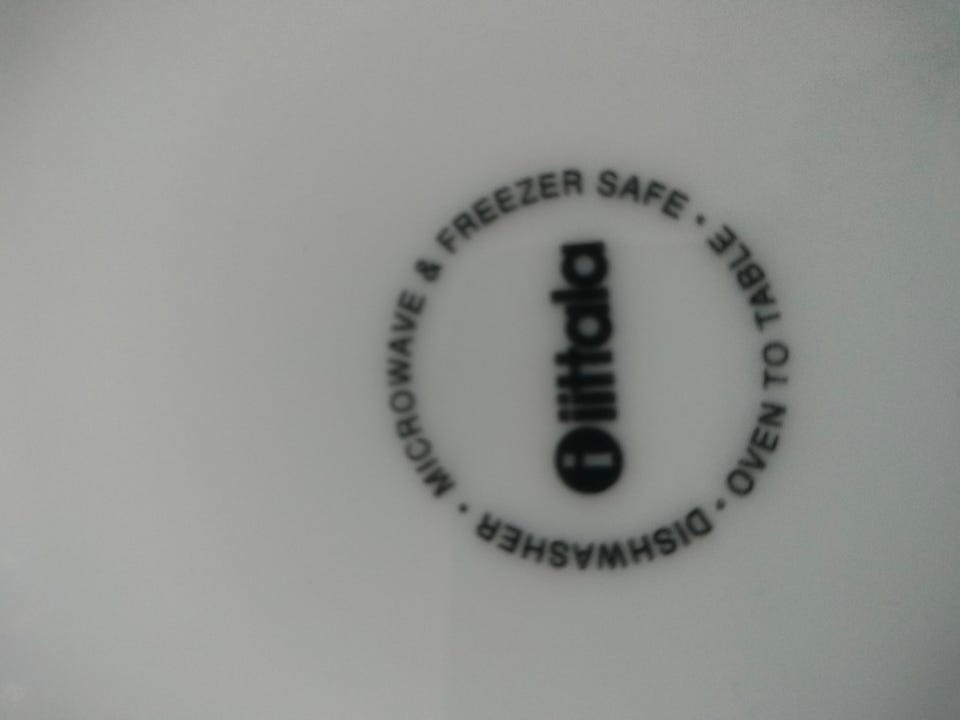 i iittala
OVEN TO TABLE • DISHWASHER • MICROWAVE & FREEZER SAFE •